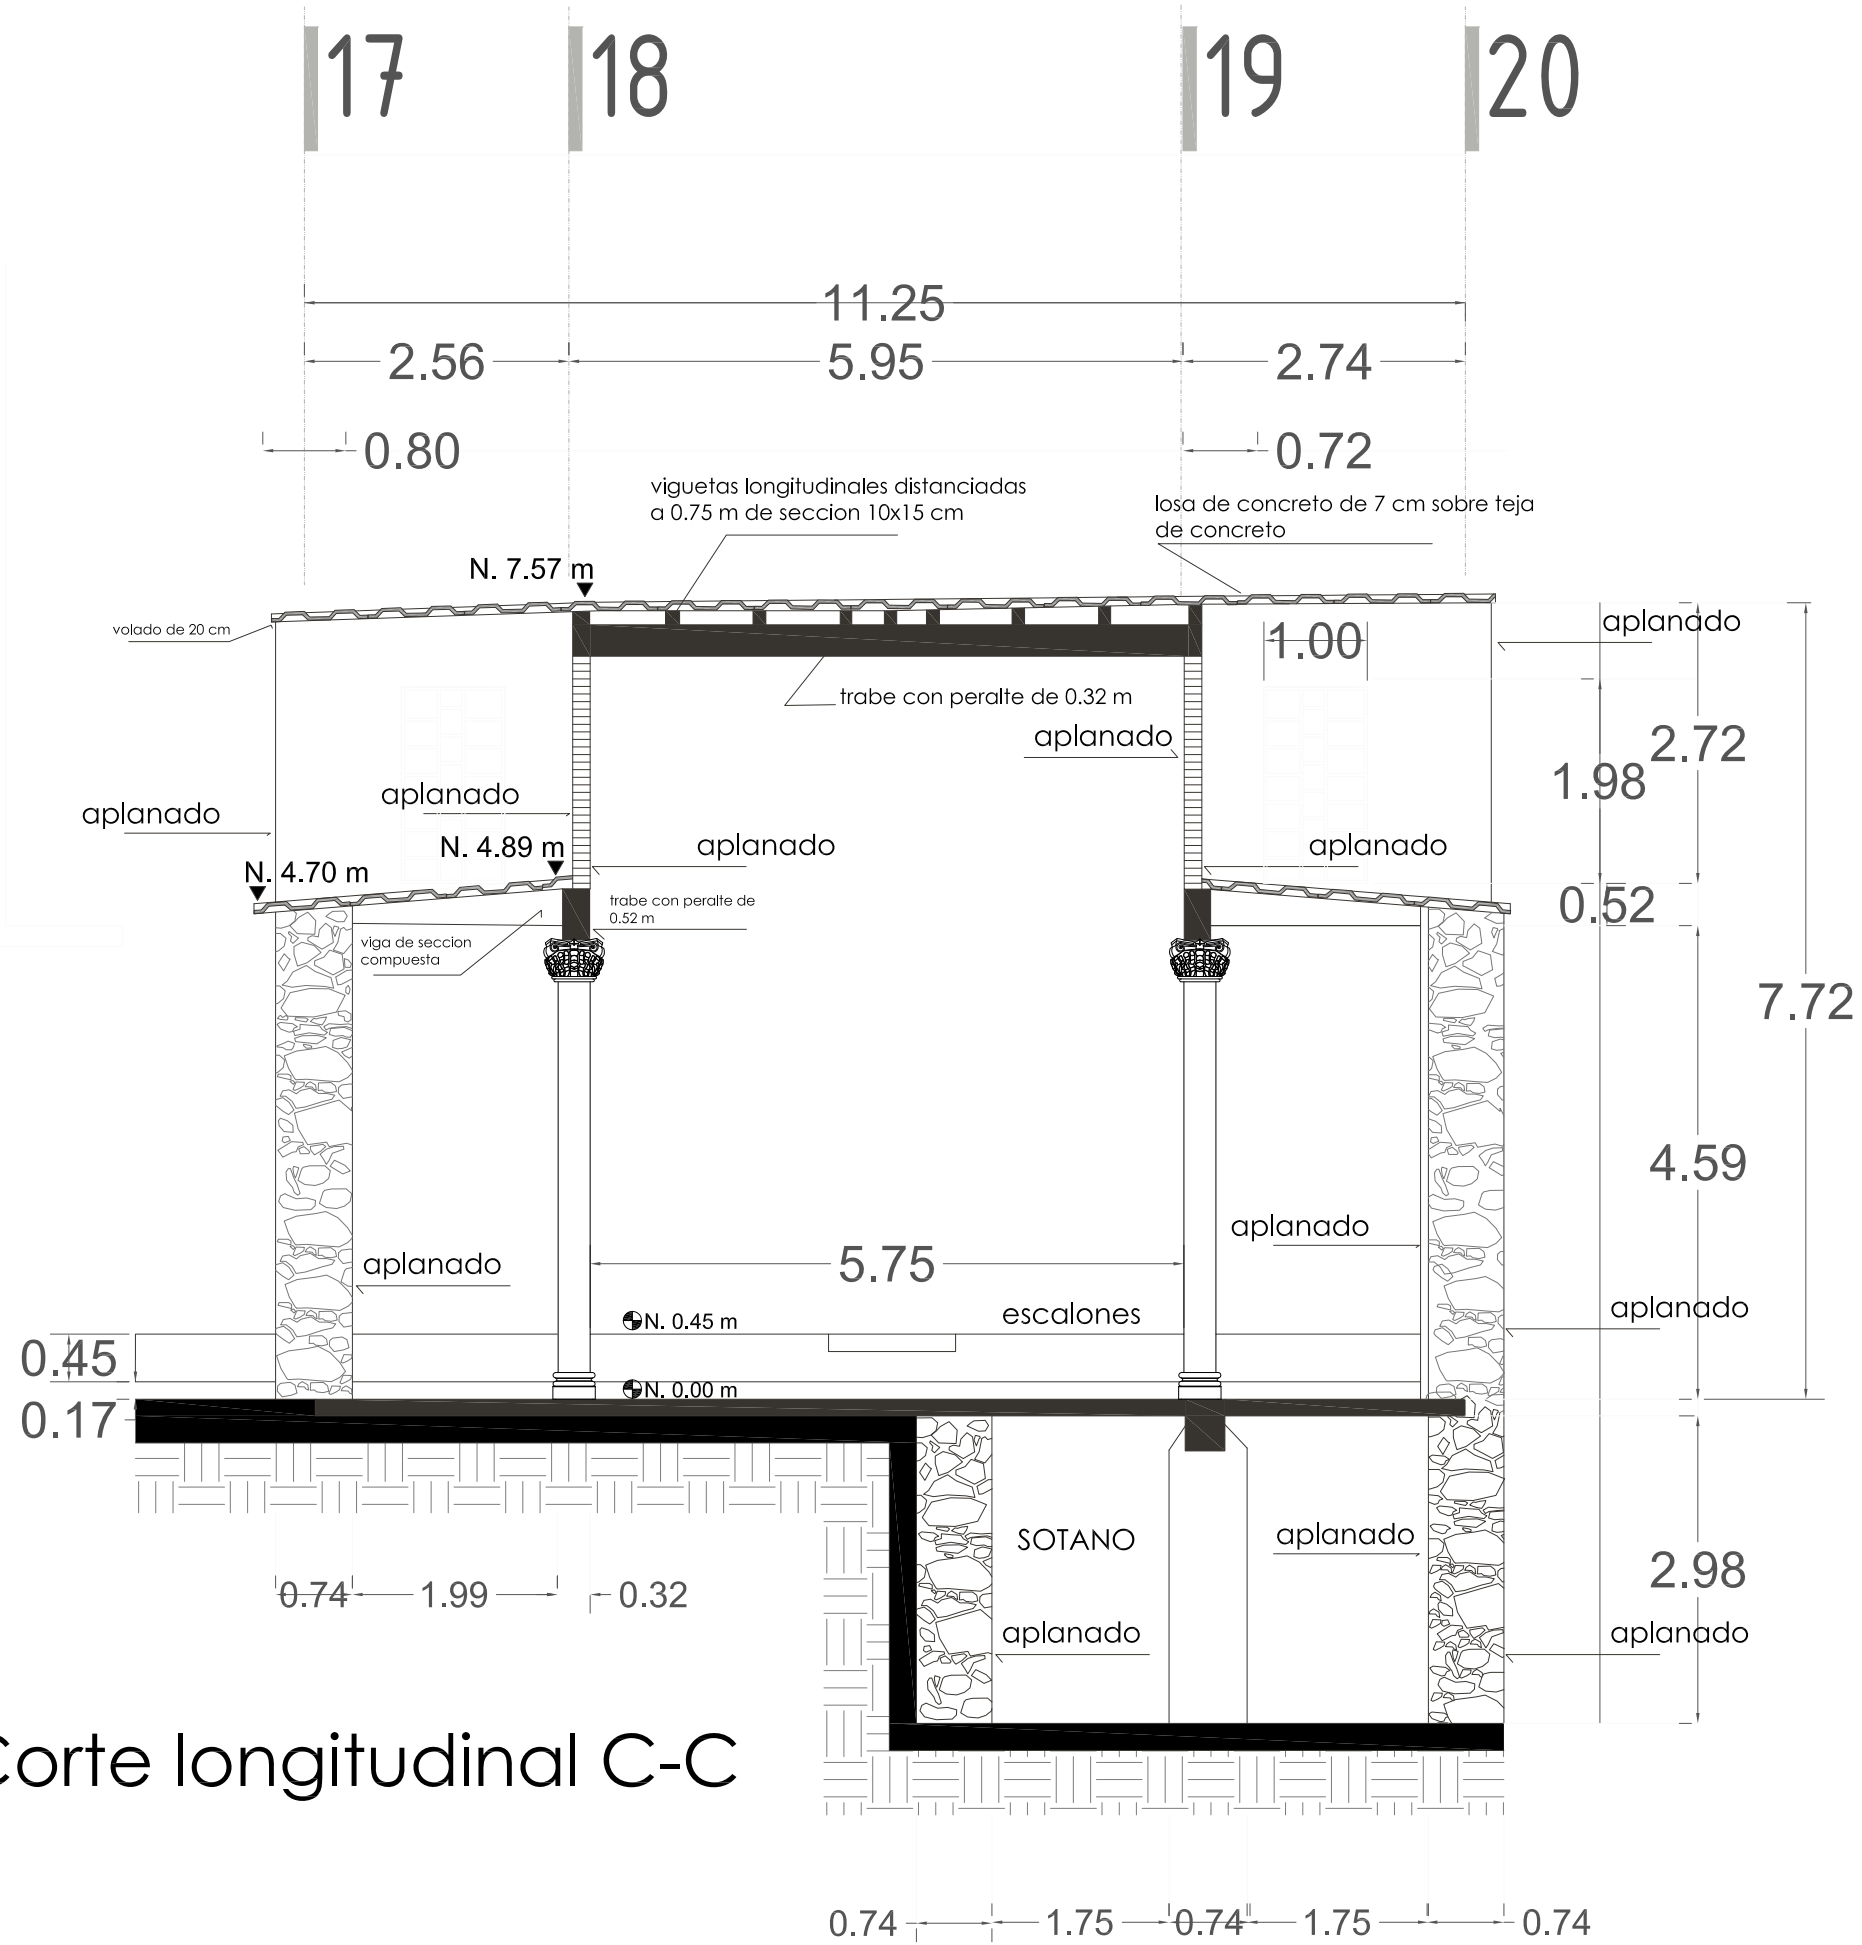 17 18 19 20
11.25
2.56 5.95 2.74
0.80 0.72
viguetas longitudinales distanciadas
a 0.75 m de seccion 10x15 cm
losa de concreto de 7 cm sobre teja
de concreto
N. 7.57 m
volado de 20 cm
1.00
aplanado
trabe con peralte de 0.32 m
aplanado
2.72
1.98
aplanado
aplanado
N. 4.89 m
aplanado
aplanado
N. 4.70 m
trabe con peralte de
0.52 m
0.52
viga de seccion
compuesta
7.72
4.59
aplanado
5.75
aplanado
N. 0.45 m
escalones
aplanado
0.45
N. 0.00 m
0.17
SOTANO
aplanado
2.98
0.74 1.99 0.32
aplanado
aplanado
Corte longitudinal C-C
0.74 1.75 0.74 1.75 0.74